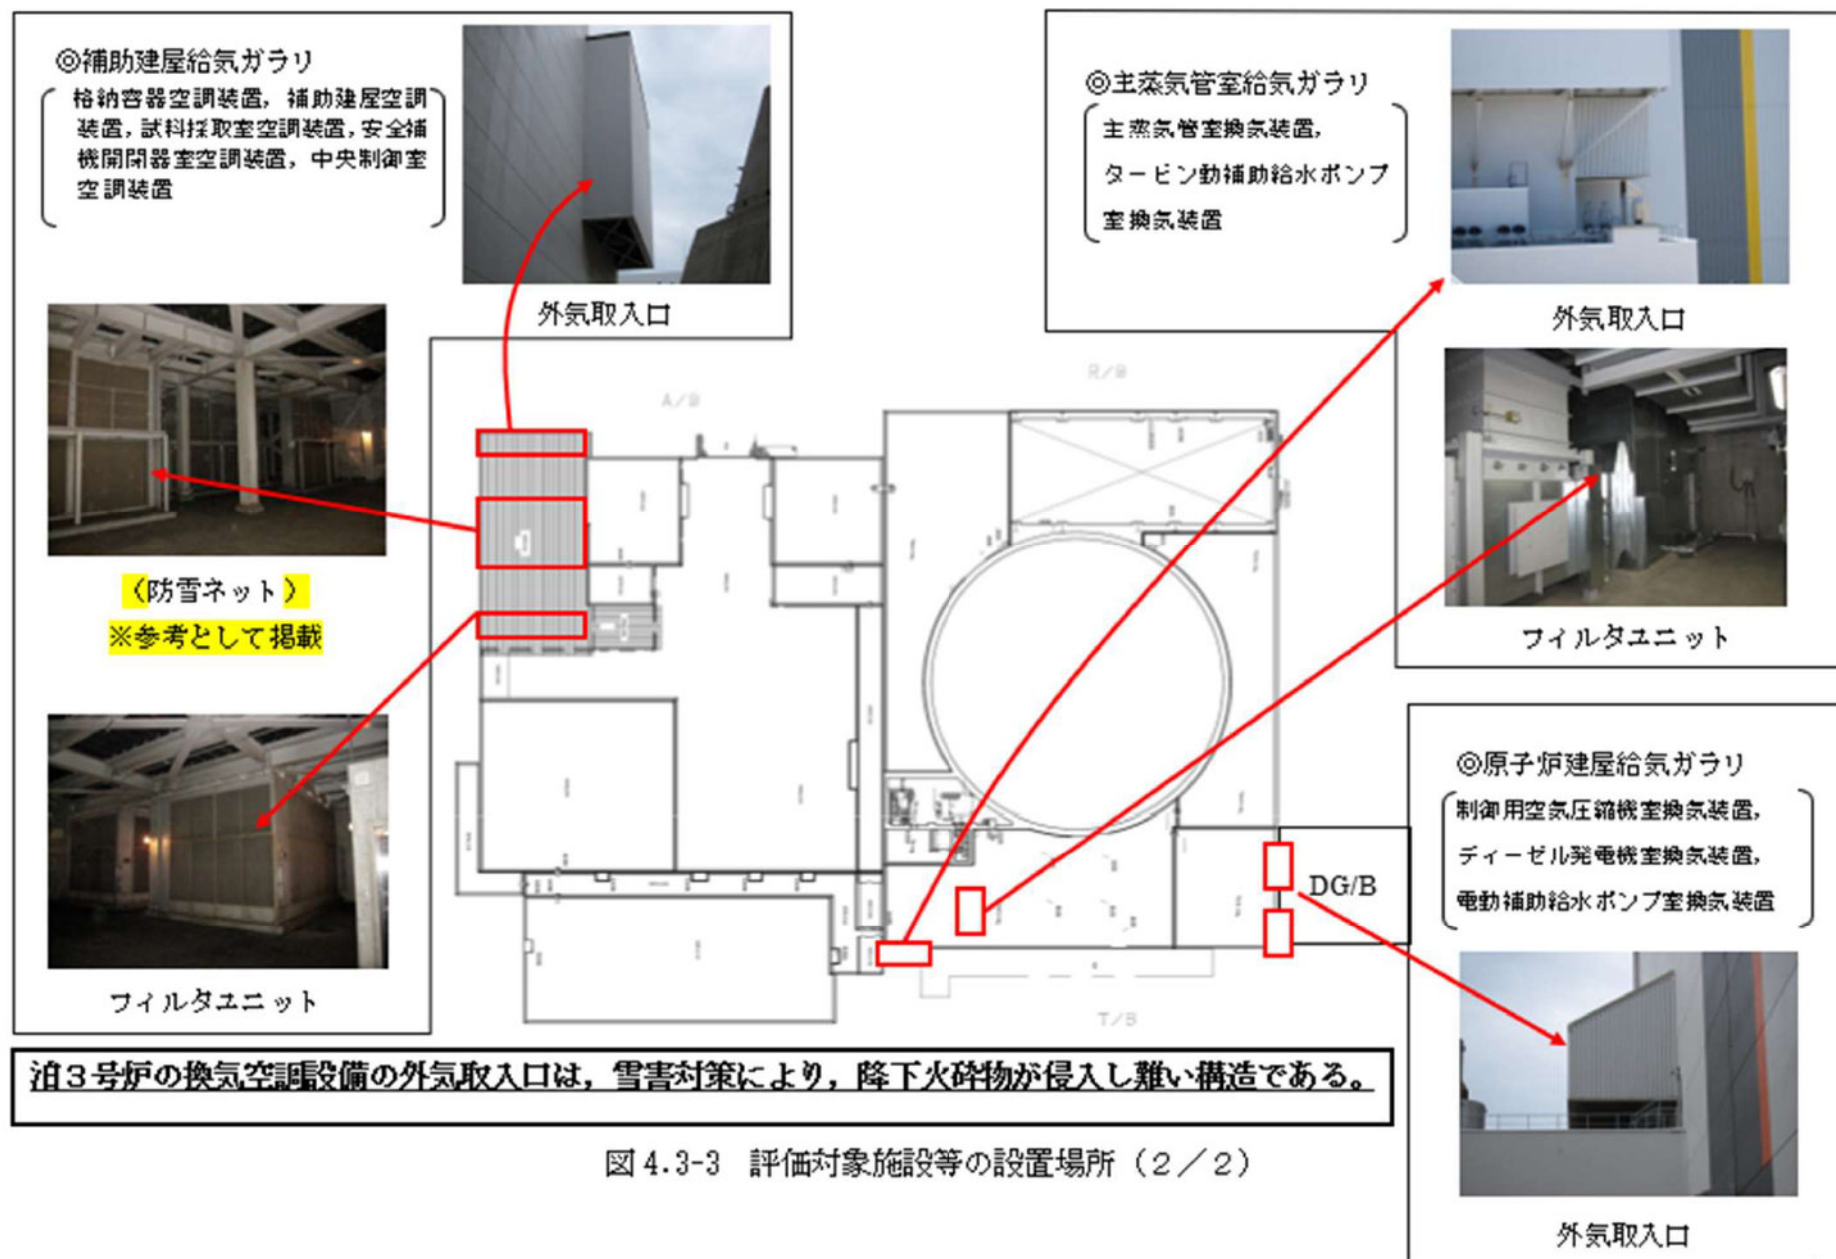 ◎補助建屋給気ガラリ
格納容器空調装置，補助建屋空調
装置，試料採取室空調装置，安全補
機開閉器室空調装置，中央制御室
空調装置
外気取入口
（防雪ネット）
※参考として掲載
フィルタユニット
◎主蒸気管室給気ガラリ
主蒸気管室換気装置，
タービン動補助給水ポンプ
室換気装置
外気取入口
フィルタユニット
A/B
R/B
DG/B
T/B
◎原子炉建屋給気ガラリ
制御用空気圧縮機室換気装置，
ディーゼル発電機室換気装置，
電動補助給水ポンプ室換気装置
外気取入口
泊３号炉の換気空調設備の外気取入口は，雪害対策により，降下火砕物が侵入し難い構造である。
図 4.3-3　評価対象施設等の設置場所（２／２）